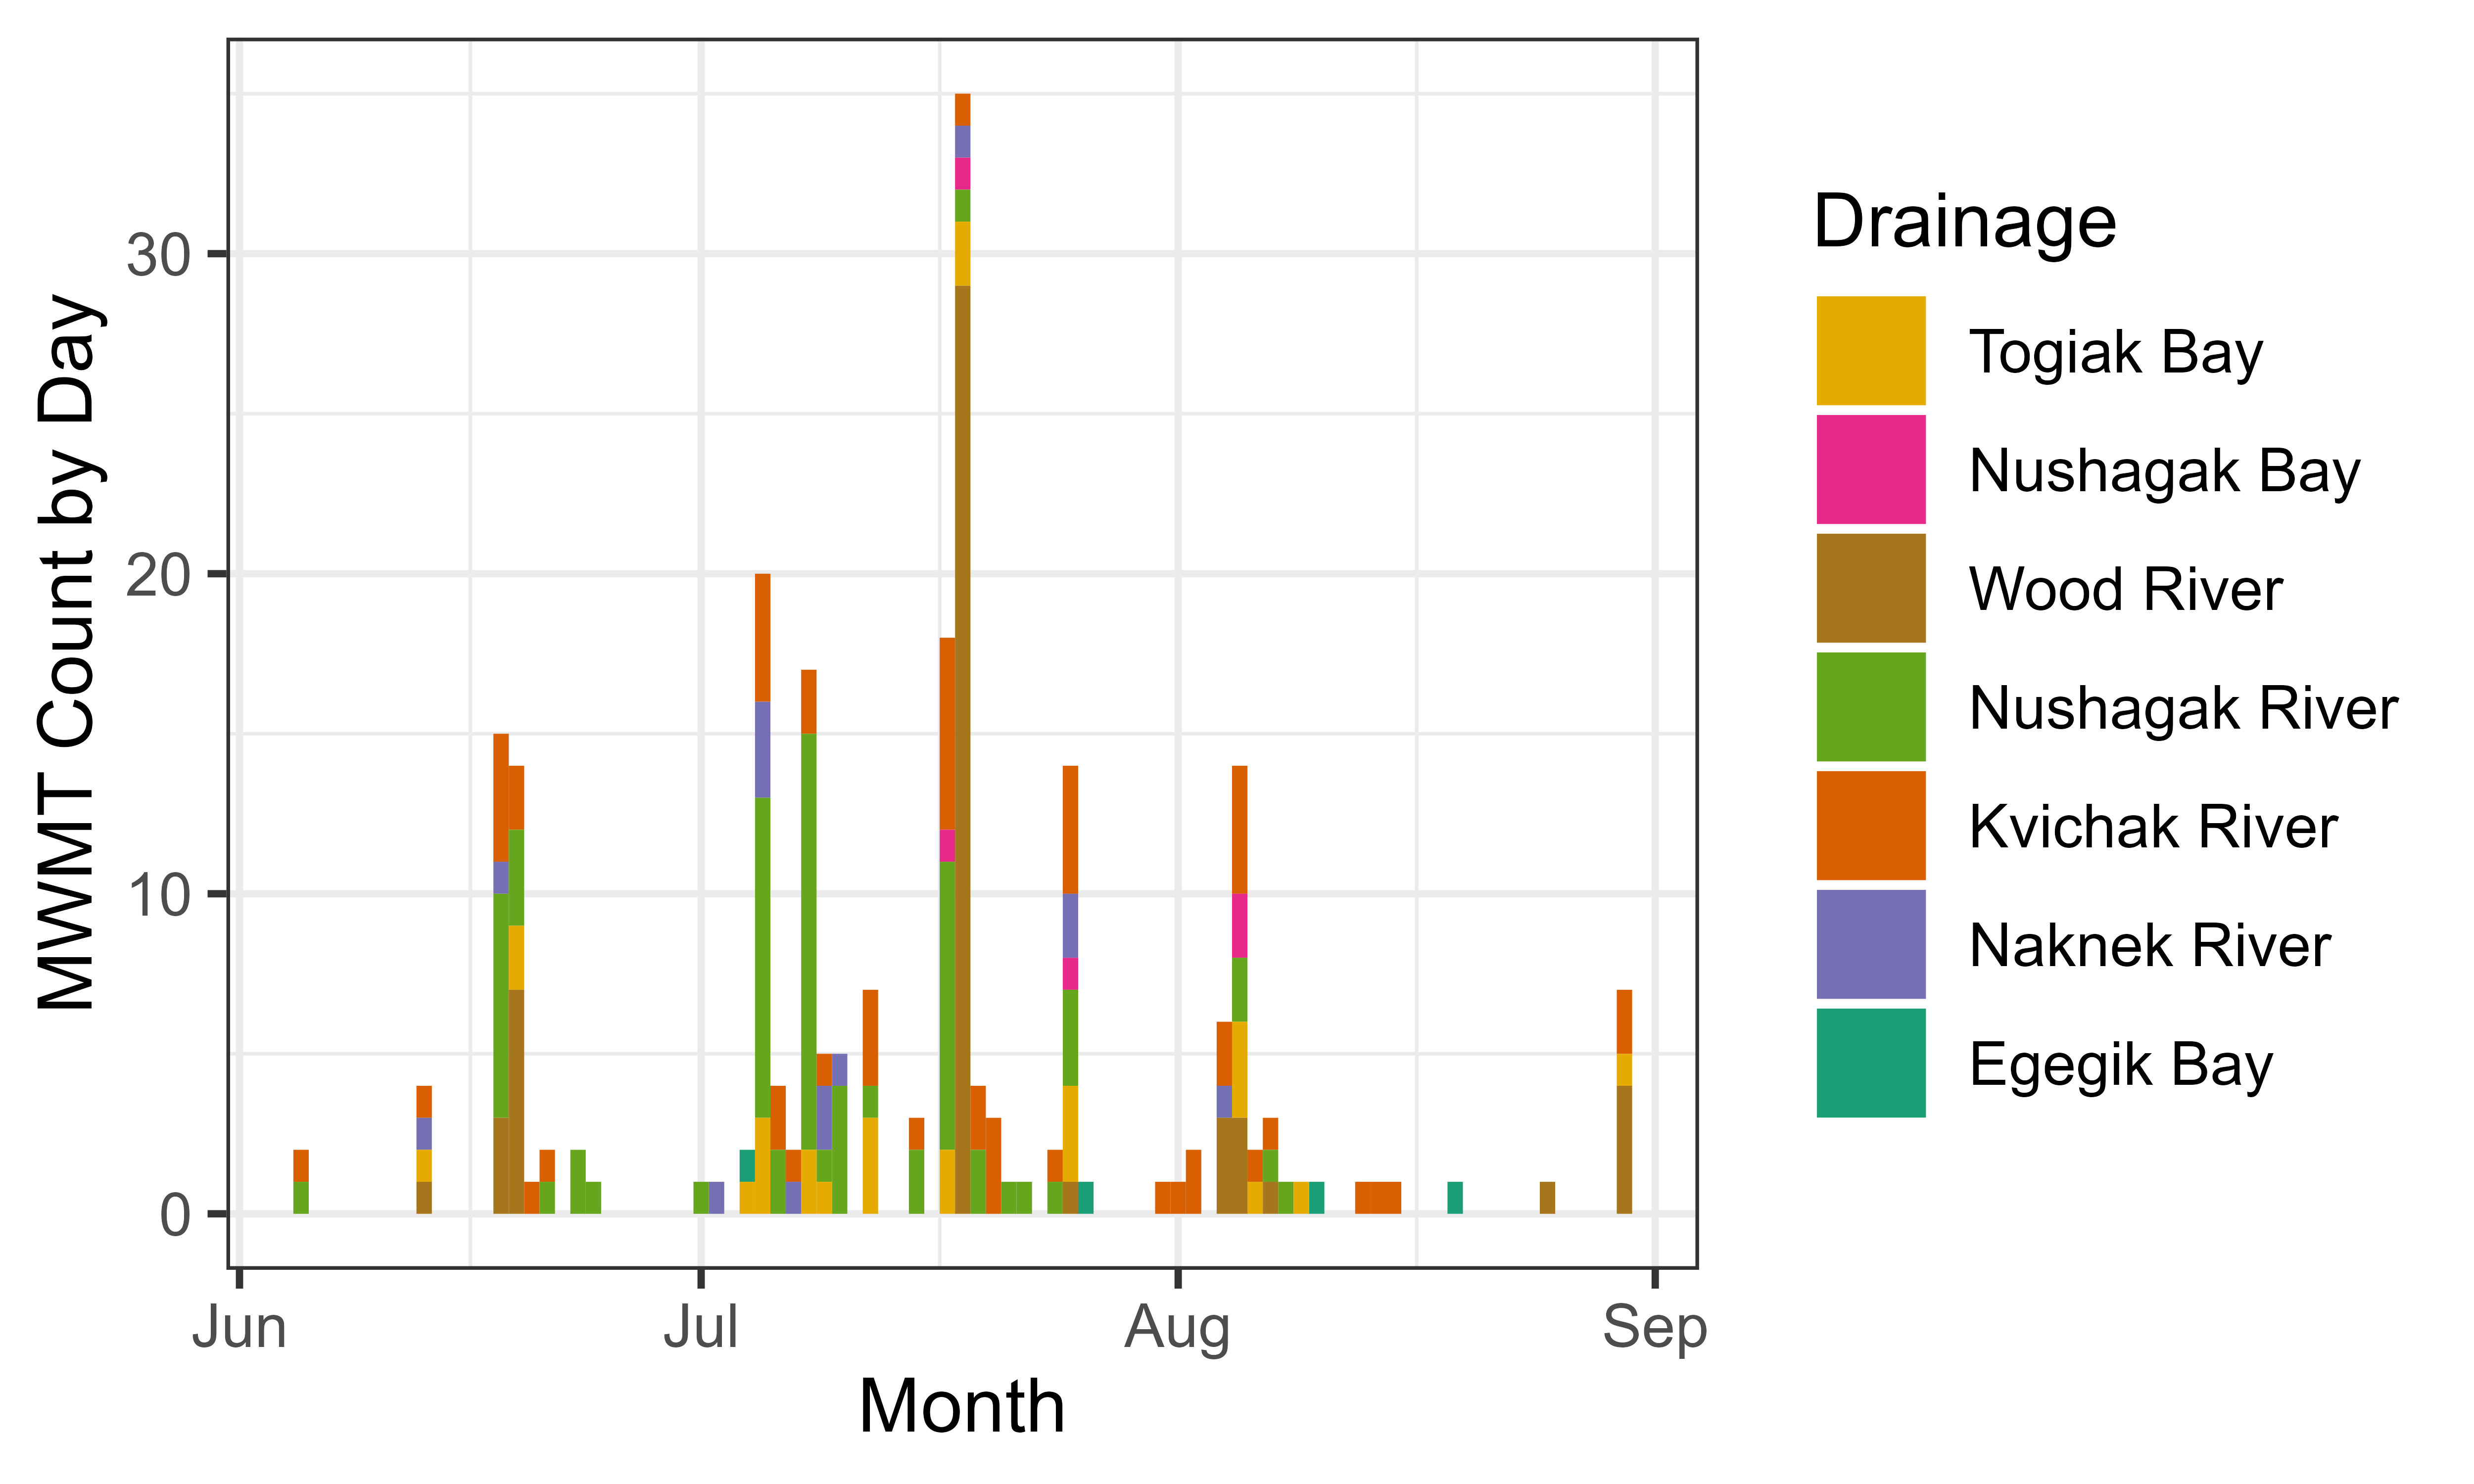 MWMT Count by Day
30
20
10
0
Jun
Jul
Aug
Sep
Month
Drainage
Togiak Bay
Nushagak Bay
Wood River
Nushagak River
Kvichak River
Naknek River
Egegik Bay